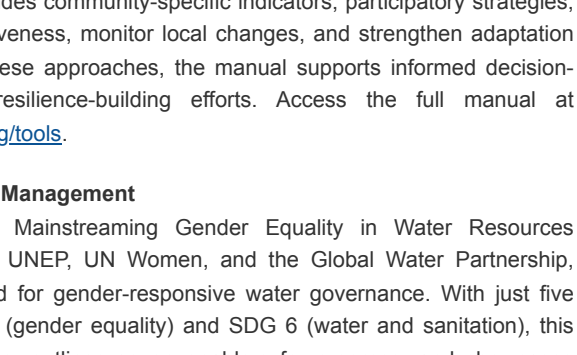 des community-specific indicators, participatory strategies,
veness, monitor local changes, and strengthen adaptation
ese approaches, the manual supports informed decision-
resilience-building efforts. Access the full manual at
g/tools.
Management
Mainstreaming Gender Equality in Water Resources
UNEP, UN Women, and the Global Water Partnership,
d for gender-responsive water governance. With just five
(gender equality) and SDG 6 (water and sanitation), this